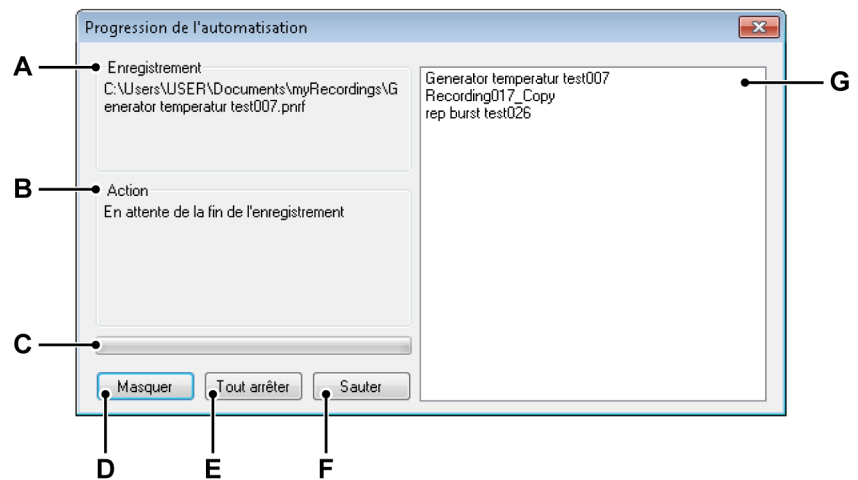 Progression de l'automatisation
A
Enregistrement
C:\Users\USER\Documents\myRecordings\G
enerator temperatur test007.pnrf
Generator temperatur test007
Recording017_Copy
rep burst test026
G
B
Action
En attente de la fin de l'enregistrement
C
Masquer
Tout arrêter
Sauter
D
E
F